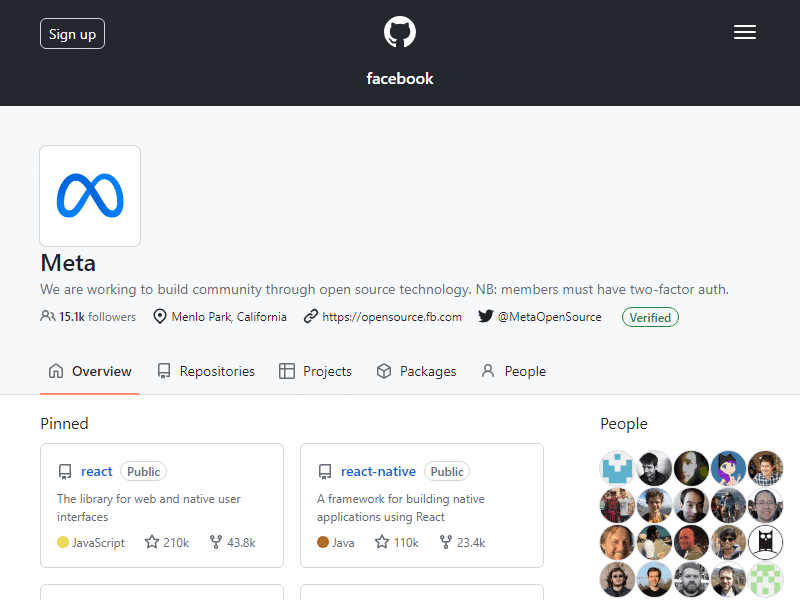 Sign up
facebook
Meta
We are working to build community through open source technology. NB: members must have two-factor auth.
15.1k followers Menlo Park, California https://opensource.fb.com @MetaOpenSource Verified
Overview Repositories Projects Packages People
Pinned
react Public
The library for web and native user
interfaces
JavaScript 210k 43.8k
react-native Public
A framework for building native
applications using React
Java 110k 23.4k
People